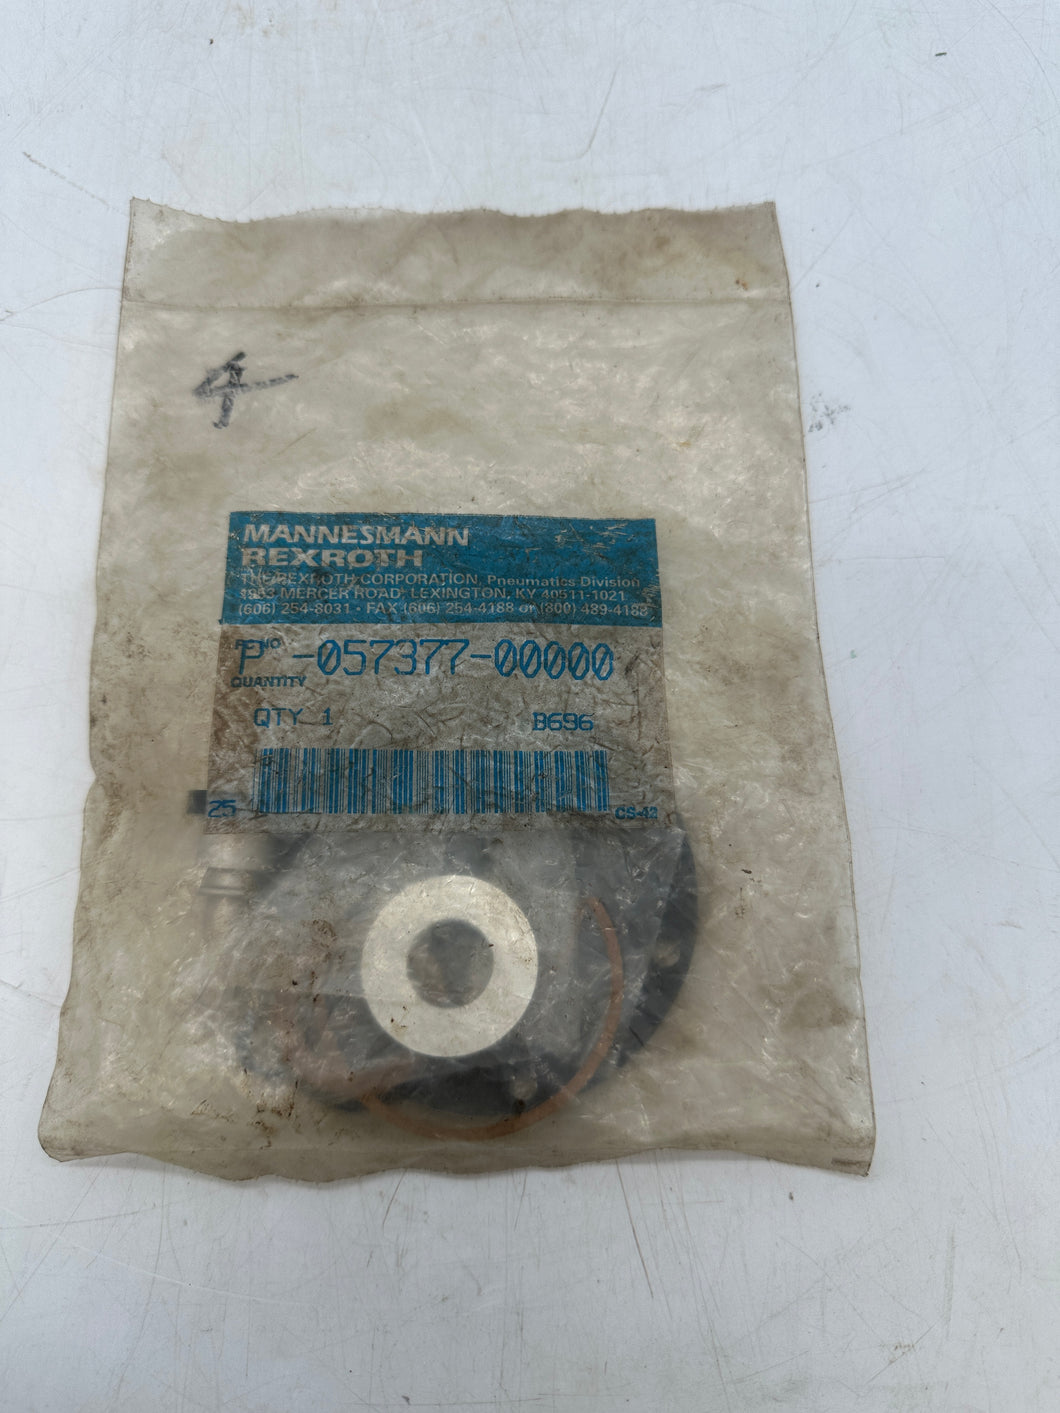 4
MANNESMANN
REXROTH
THE REXROTH CORPORATION, Pneumatics Division
1953 MERCER ROAD, LEXINGTON, KY 40511-1021
(606) 254-8031 · FAX (606) 254-4188 or (800) 489-4188
P -057377-00000
QUANTITY
QTY 1 B696
25 CS-42